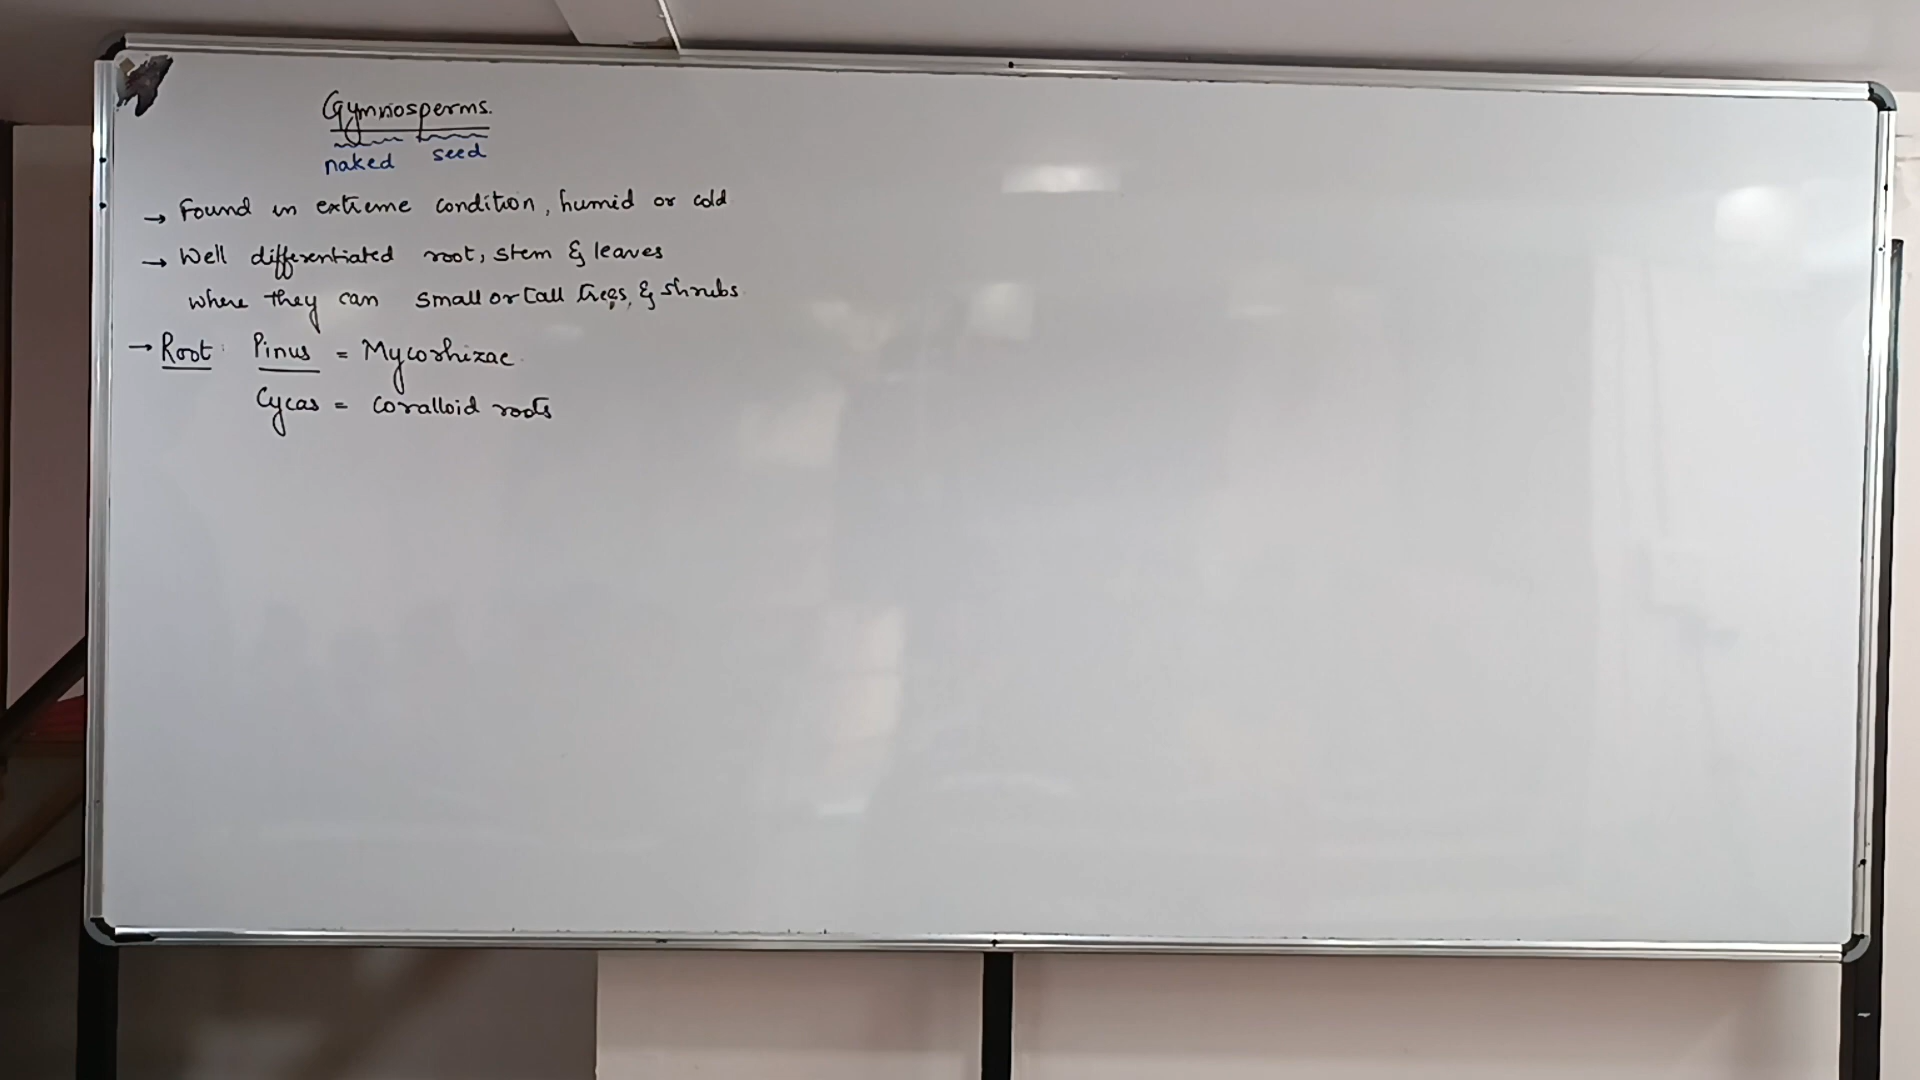 Gymnosperms.
naked seed
→ Found in extreme condition, humid or cold
→ Well differentiated root, stem & leaves
where they can small or tall trees, & shrubs
→ Root: Pinus = Mycorhizae
Cycas = coralloid roots